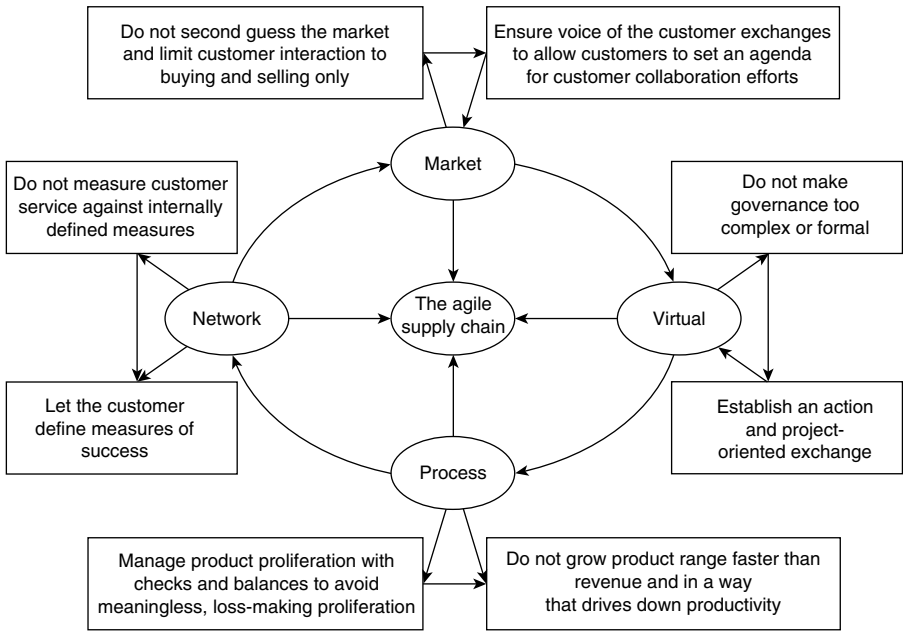 Do not second guess the market
and limit customer interaction to
buying and selling only
Ensure voice of the customer exchanges
to allow customers to set an agenda
for customer collaboration efforts
Market
Do not measure customer
service against internally
defined measures
Do not make
governance too
complex or formal
Network
The agile
supply chain
Virtual
Let the customer
define measures of
success
Establish an action
and project-
oriented exchange
Process
Manage product proliferation with
checks and balances to avoid
meaningless, loss-making proliferation
Do not grow product range faster than
revenue and in a way
that drives down productivity